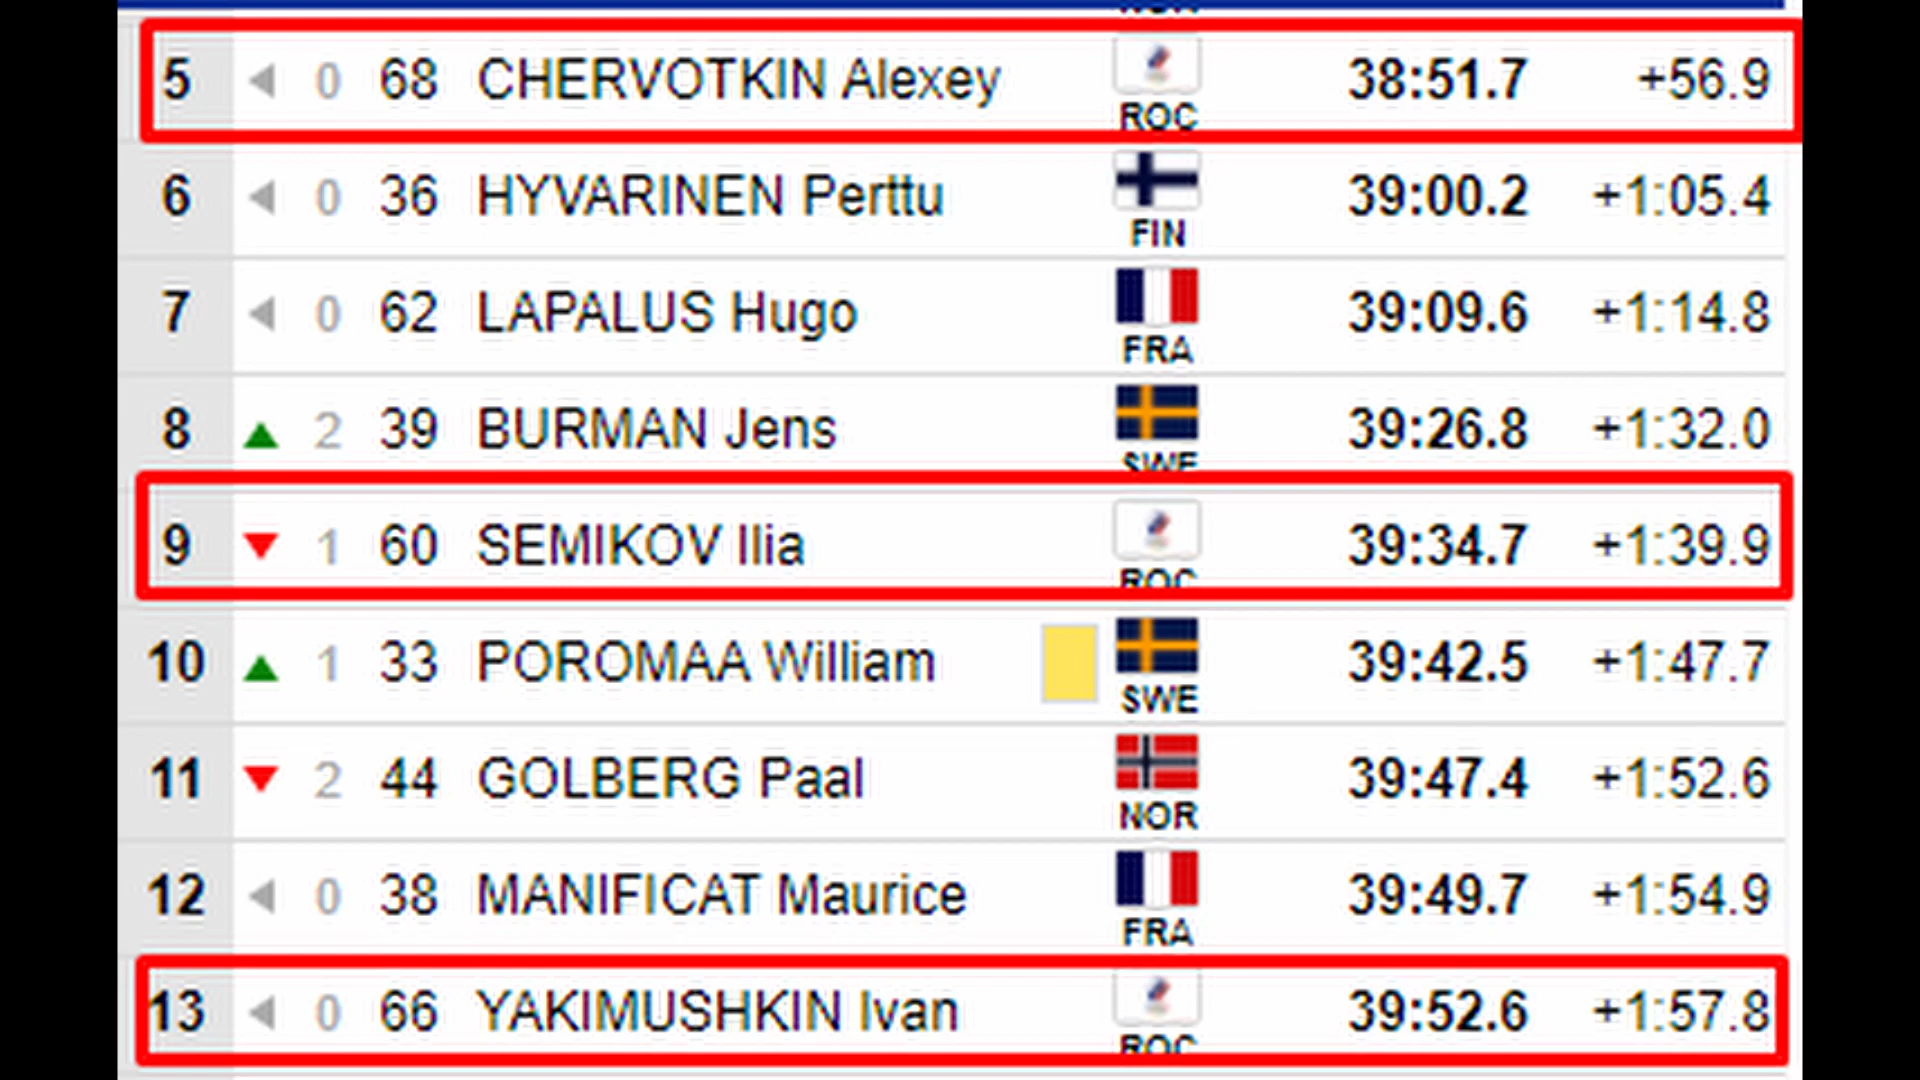 5 0 68 CHERVOTKIN Alexey ROC 38:51.7 +56.9
6 0 36 HYVARINEN Perttu FIN 39:00.2 +1:05.4
7 0 62 LAPALUS Hugo FRA 39:09.6 +1:14.8
8 2 39 BURMAN Jens SWE 39:26.8 +1:32.0
9 1 60 SEMIKOV Ilia ROC 39:34.7 +1:39.9
10 1 33 POROMAA William SWE 39:42.5 +1:47.7
11 2 44 GOLBERG Paal NOR 39:47.4 +1:52.6
12 0 38 MANIFICAT Maurice FRA 39:49.7 +1:54.9
13 0 66 YAKIMUSHKIN Ivan ROC 39:52.6 +1:57.8